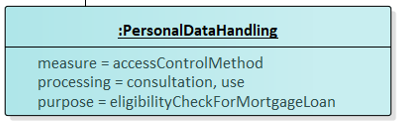 :PersonalDataHandling
measure = accessControlMethod
processing = consultation, use
purpose = eligibilityCheckForMortgageLoan